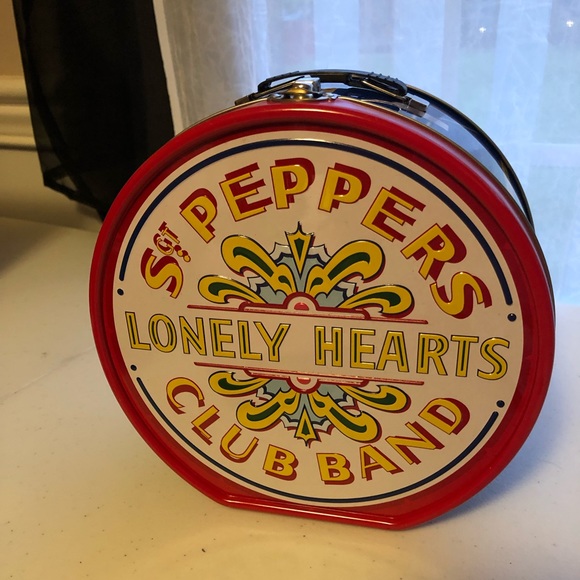 SGT. PEPPERS
LONELY HEARTS
CLUB BAND